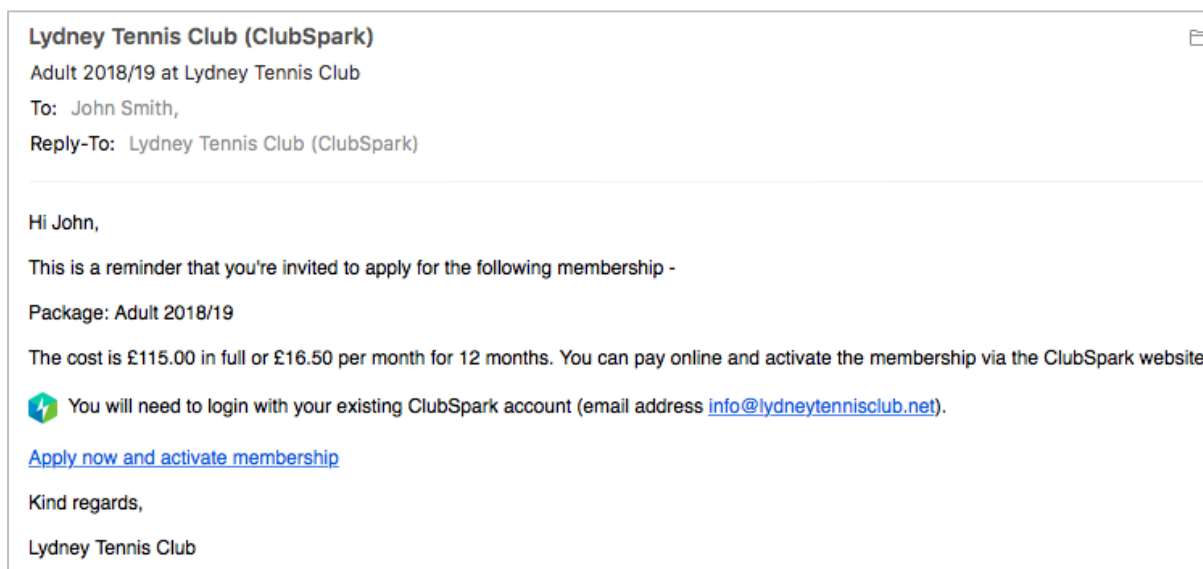 Lydney Tennis Club (ClubSpark)
Adult 2018/19 at Lydney Tennis Club
To: John Smith,
Reply-To: Lydney Tennis Club (ClubSpark)
Hi John,
This is a reminder that you're invited to apply for the following membership -
Package: Adult 2018/19
The cost is £115.00 in full or £16.50 per month for 12 months. You can pay online and activate the membership via the ClubSpark website
You will need to login with your existing ClubSpark account (email address info@lydneytennisclub.net).
Apply now and activate membership
Kind regards,
Lydney Tennis Club